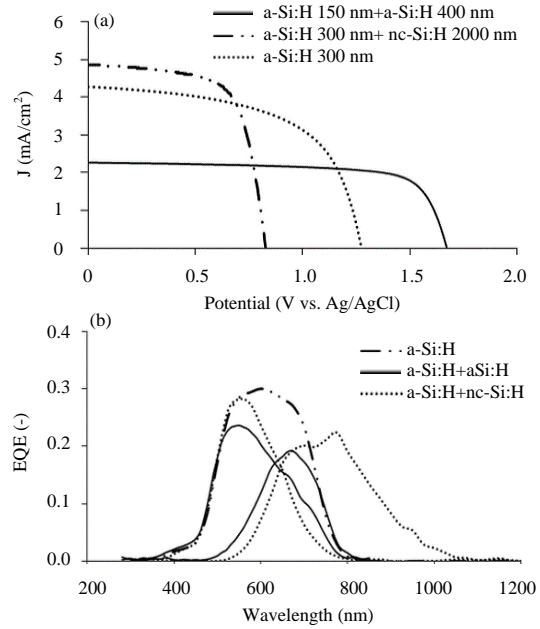 (a)
a-Si:H 150 nm+a-Si:H 400 nm
a-Si:H 300 nm+ nc-Si:H 2000 nm
a-Si:H 300 nm
6
5
4
3
2
1
0
J (mA/cm²)
0 0.5 1.0 1.5 2.0
Potential (V vs. Ag/AgCl)
(b)
a-Si:H
a-Si:H+aSi:H
a-Si:H+nc-Si:H
0.4
0.3
0.2
0.1
0.0
EQE (-)
200 400 600 800 1000 1200
Wavelength (nm)